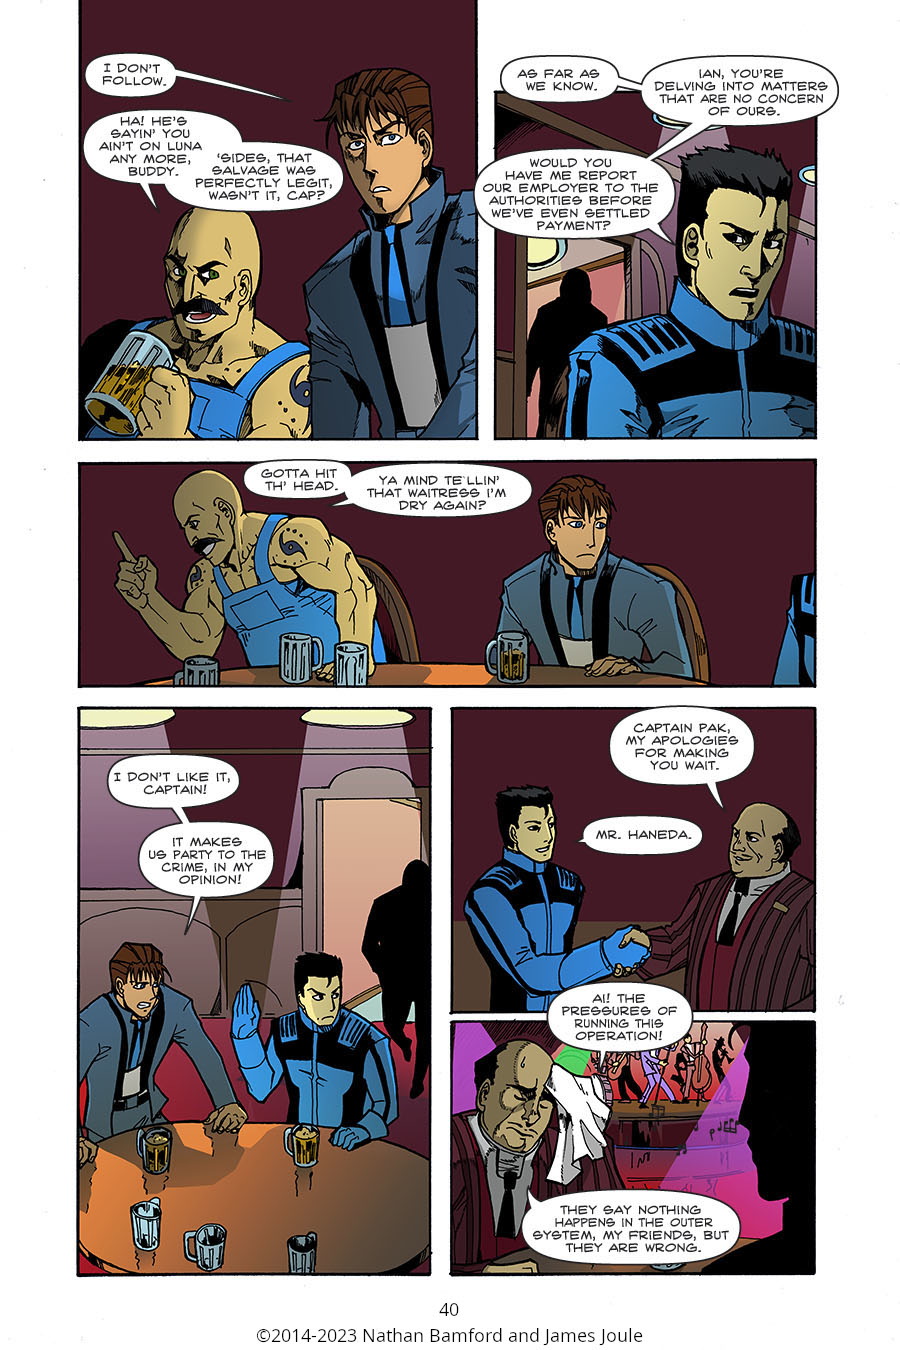 I DON'T
FOLLOW.
HA! HE'S
SAYIN' YOU
AIN'T ON LUNA
ANY MORE,
BUDDY.
'SIDES, THAT
SALVAGE WAS
PERFECTLY LEGIT,
WASN'T IT, CAP?
AS FAR AS
WE KNOW.
IAN, YOU'RE
DELVING INTO MATTERS
THAT ARE NO CONCERN
OF OURS.
WOULD YOU
HAVE ME REPORT
OUR EMPLOYER TO THE
AUTHORITIES BEFORE
WE'VE EVEN SETTLED
PAYMENT?
GOTTA HIT
TH' HEAD.
YA MIND TE`LLIN'
THAT WAITRESS I'M
DRY AGAIN?
I DON'T LIKE IT,
CAPTAIN!
IT MAKES
US PARTY TO THE
CRIME, IN MY
OPINION!
CAPTAIN PAK,
MY APOLOGIES
FOR MAKING
YOU WAIT.
MR. HANEDA.
AI! THE
PRESSURES OF
RUNNING THIS
OPERATION!
THEY SAY NOTHING
HAPPENS IN THE OUTER
SYSTEM, MY FRIENDS, BUT
THEY ARE WRONG.
40
©2014-2023 Nathan Bamford and James Joule